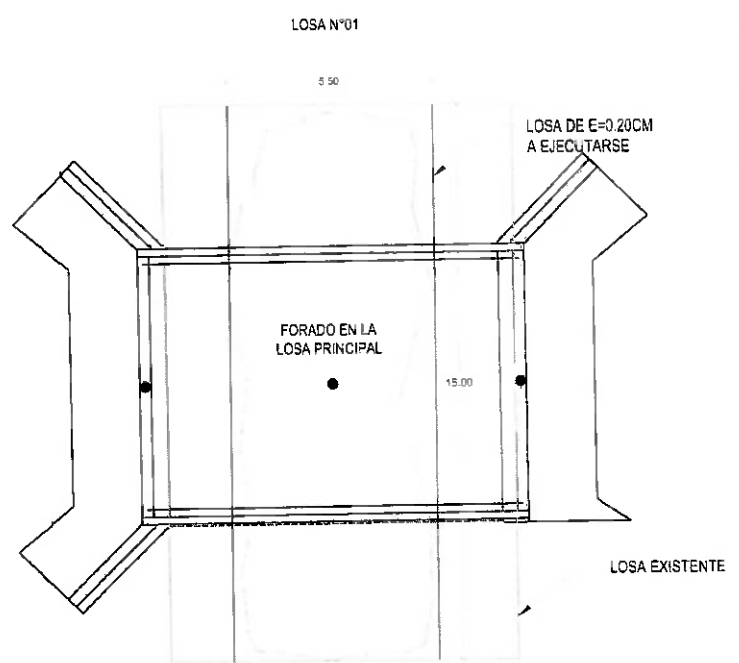 LOSA N°01
5.50
LOSA DE E=0.20CM
A EJECUTARSE
FORADO EN LA
LOSA PRINCIPAL
15.00
LOSA EXISTENTE